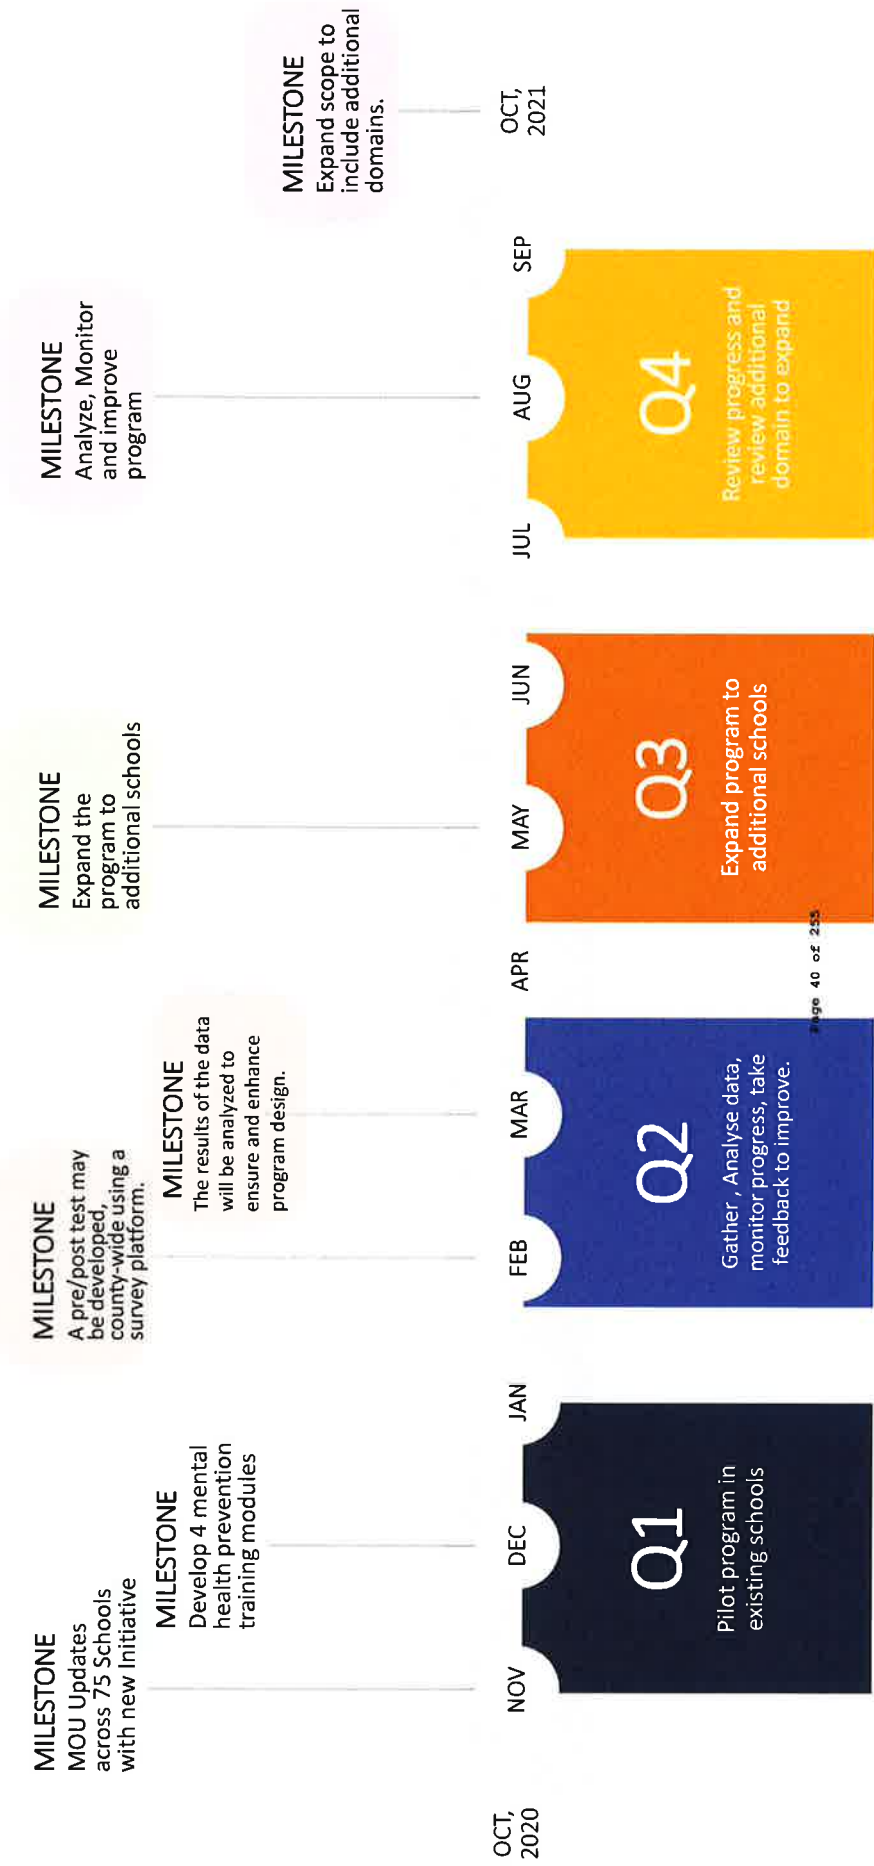 MILESTONE
MOU Updates
across 75 Schools
with new Initiative
MILESTONE
Develop 4 mental
health prevention
training modules
MILESTONE
A pre/post test may
be developed,
county-wide using a
survey platform.
MILESTONE
The results of the data
will be analyzed to
ensure and enhance
program design.
MILESTONE
Expand the
program to
additional schools
MILESTONE
Analyze, Monitor
and improve
program
MILESTONE
Expand scope to
include additional
domains.
OCT,
2020
NOV
DEC
JAN
FEB
MAR
APR
MAY
JUN
JUL
AUG
SEP
OCT,
2021
Q1
Pilot program in
existing schools
Q2
Gather , Analyse data,
monitor progress, take
feedback to improve.
Q3
Expand program to
additional schools
Q4
Review progress and
review additional
domain to expand
Page 40 of 255